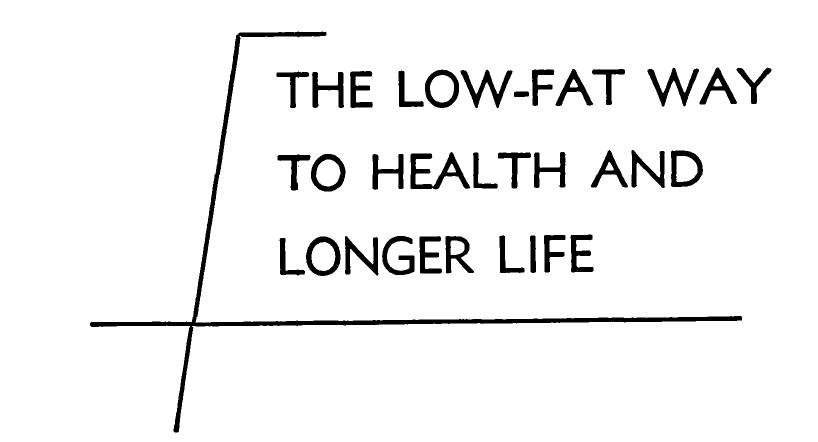 THE LOW-FAT WAY
TO HEALTH AND
LONGER LIFE